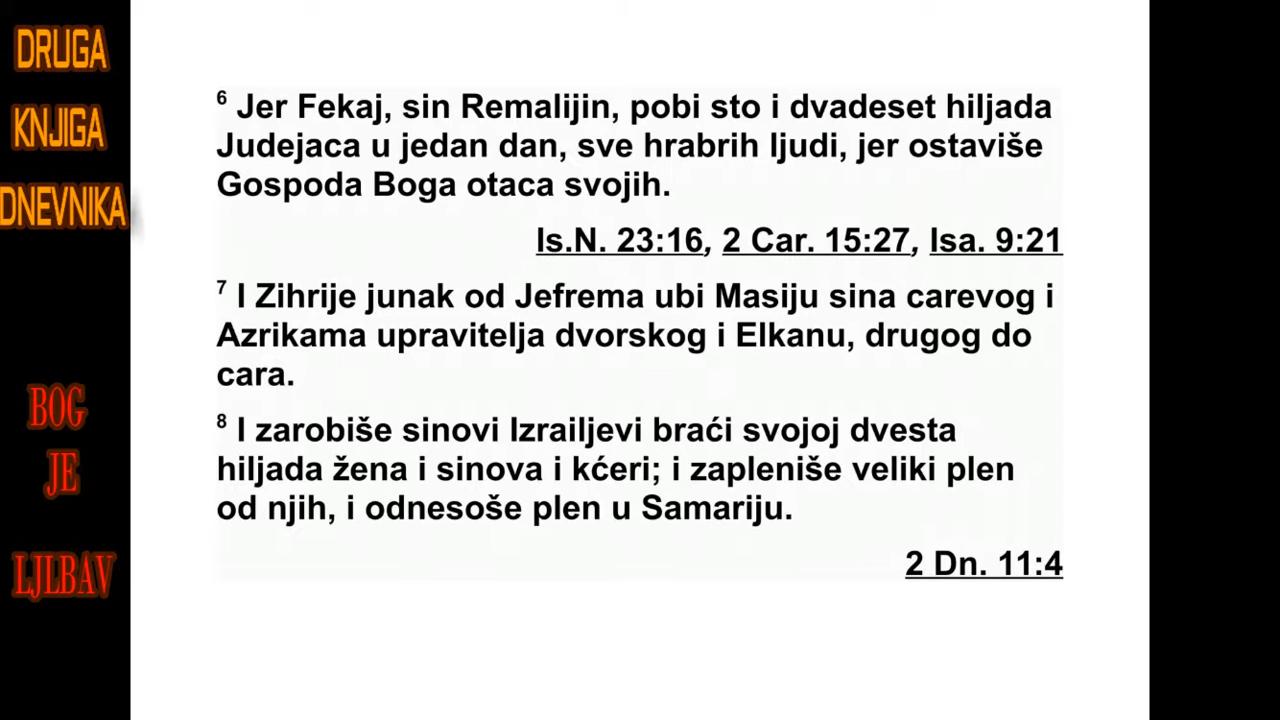 DRUGA
KNJIGA
DNEVNIKA
BOG
JE
LJLBAV
6 Jer Fekaj, sin Remalijin, pobi sto i dvadeset hiljada
Judejaca u jedan dan, sve hrabrih ljudi, jer ostaviše
Gospoda Boga otaca svojih.
Is.N. 23:16, 2 Car. 15:27, Isa. 9:21
7 I Zihrije junak od Jefrema ubi Masiju sina carevog i
Azrikama upravitelja dvorskog i Elkanu, drugog do
cara.
8 I zarobiše sinovi Izrailjevi braći svojoj dvesta
hiljada žena i sinova i kćeri; i zapleniše veliki plen
od njih, i odnesoše plen u Samariju.
2 Dn. 11:4